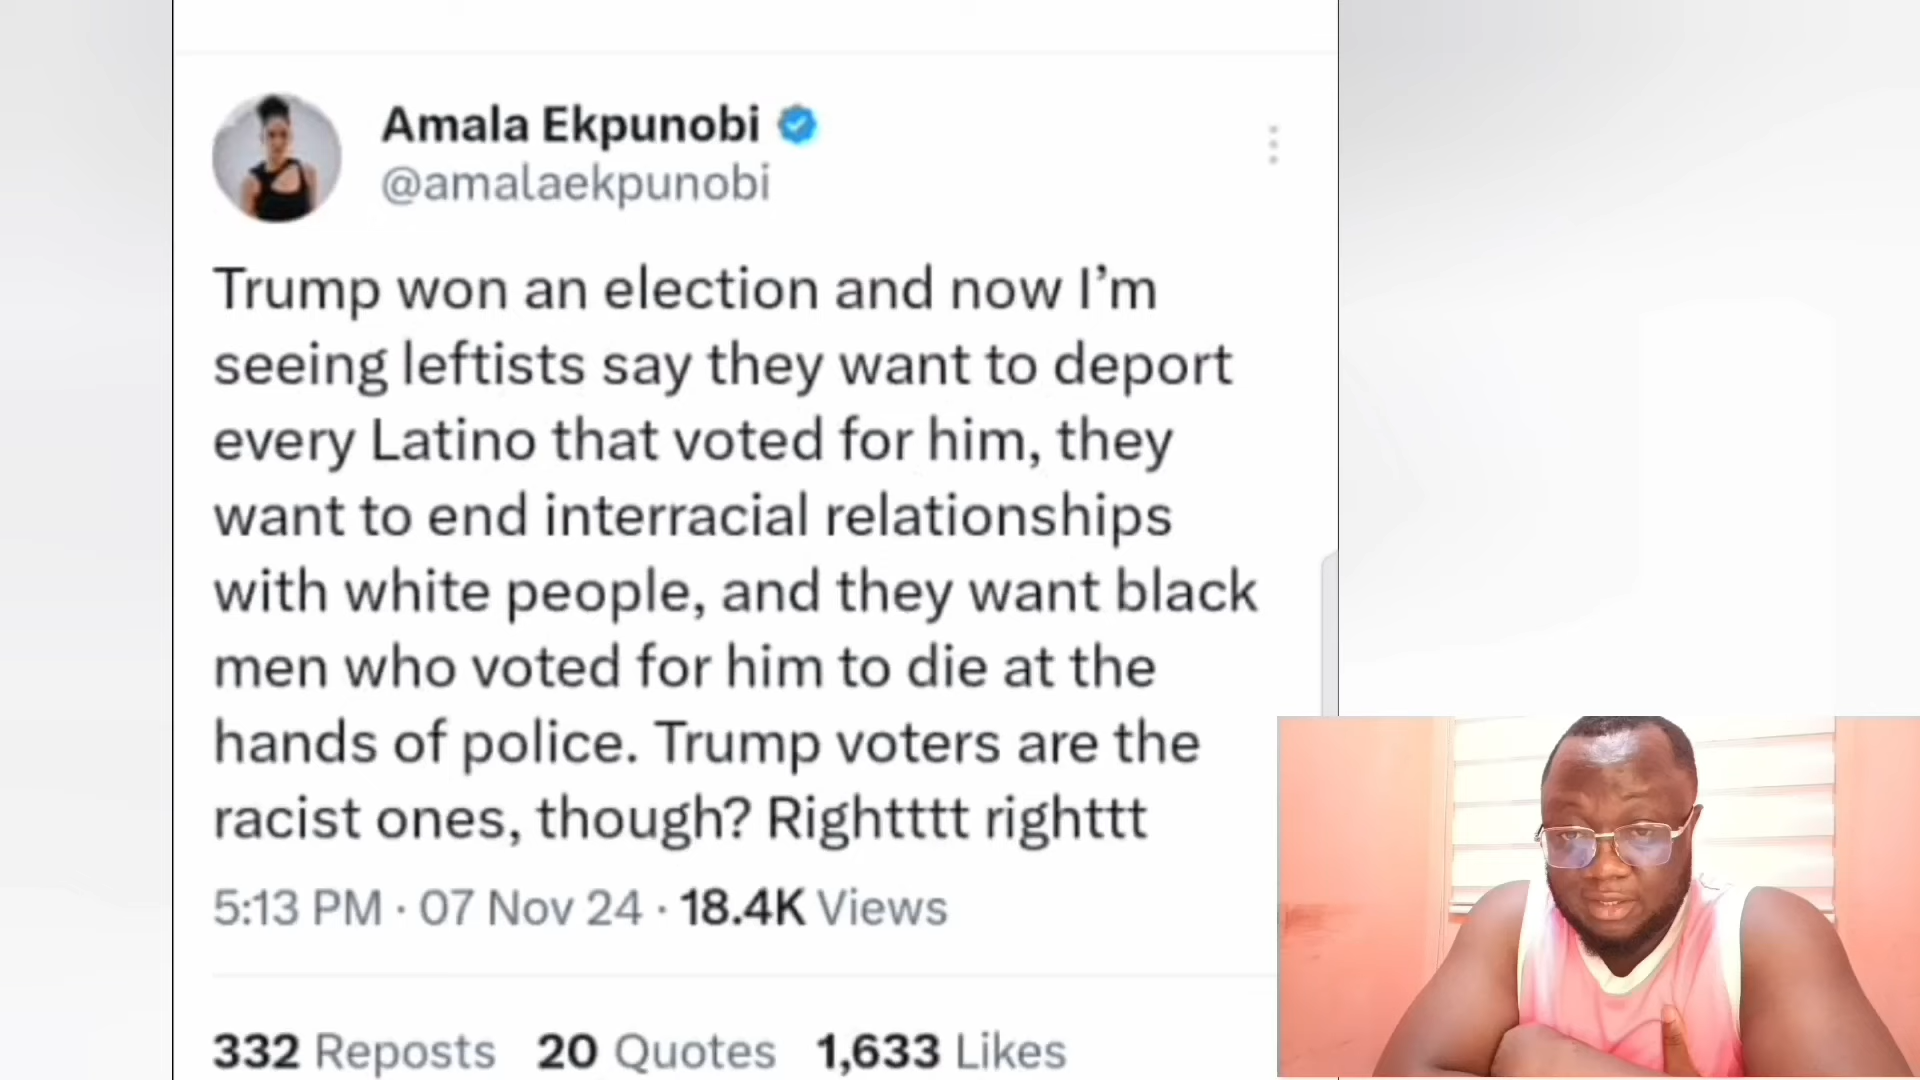 Amala Ekpunobi
@amalaekpunobi
Trump won an election and now I’m
seeing leftists say they want to deport
every Latino that voted for him, they
want to end interracial relationships
with white people, and they want black
men who voted for him to die at the
hands of police. Trump voters are the
racist ones, though? Rightttt righttt
5:13 PM · 07 Nov 24 · 18.4K Views
332 Reposts 20 Quotes 1,633 Likes